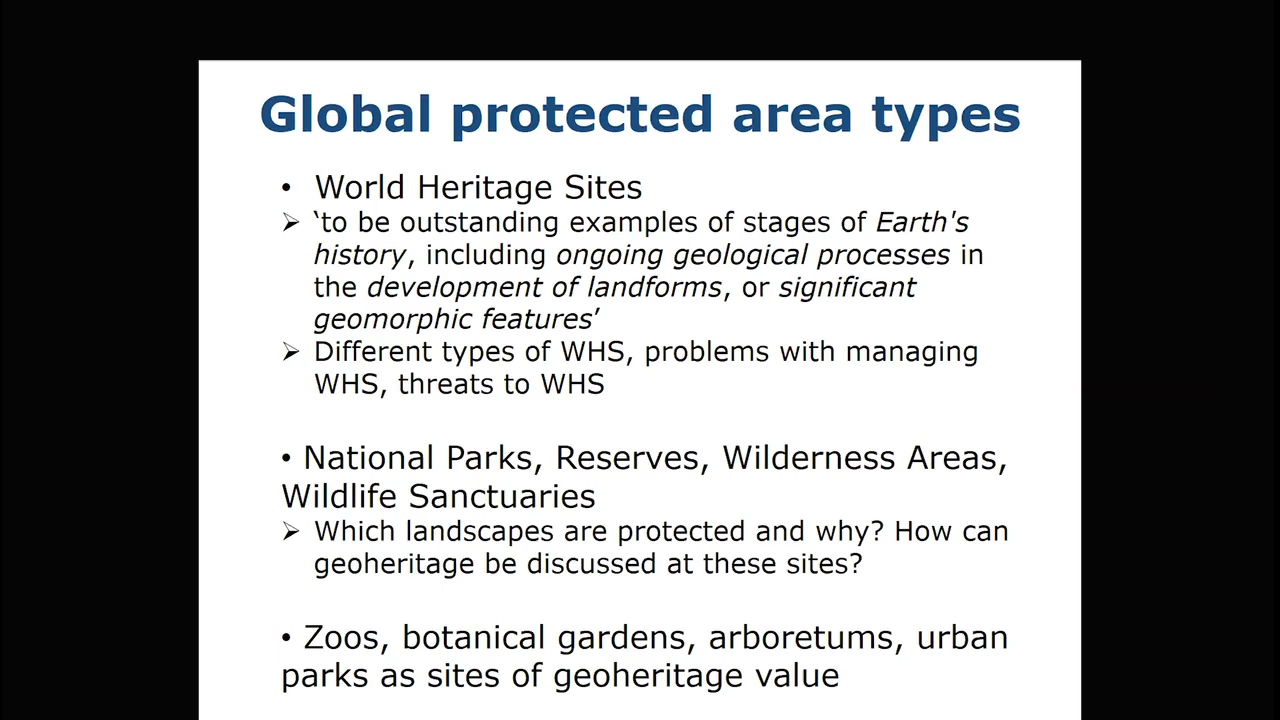 Global protected area types
• World Heritage Sites
➢ ‘to be outstanding examples of stages of Earth's
history, including ongoing geological processes in
the development of landforms, or significant
geomorphic features’
➢ Different types of WHS, problems with managing
WHS, threats to WHS
• National Parks, Reserves, Wilderness Areas,
Wildlife Sanctuaries
➢ Which landscapes are protected and why? How can
geoheritage be discussed at these sites?
• Zoos, botanical gardens, arboretums, urban
parks as sites of geoheritage value